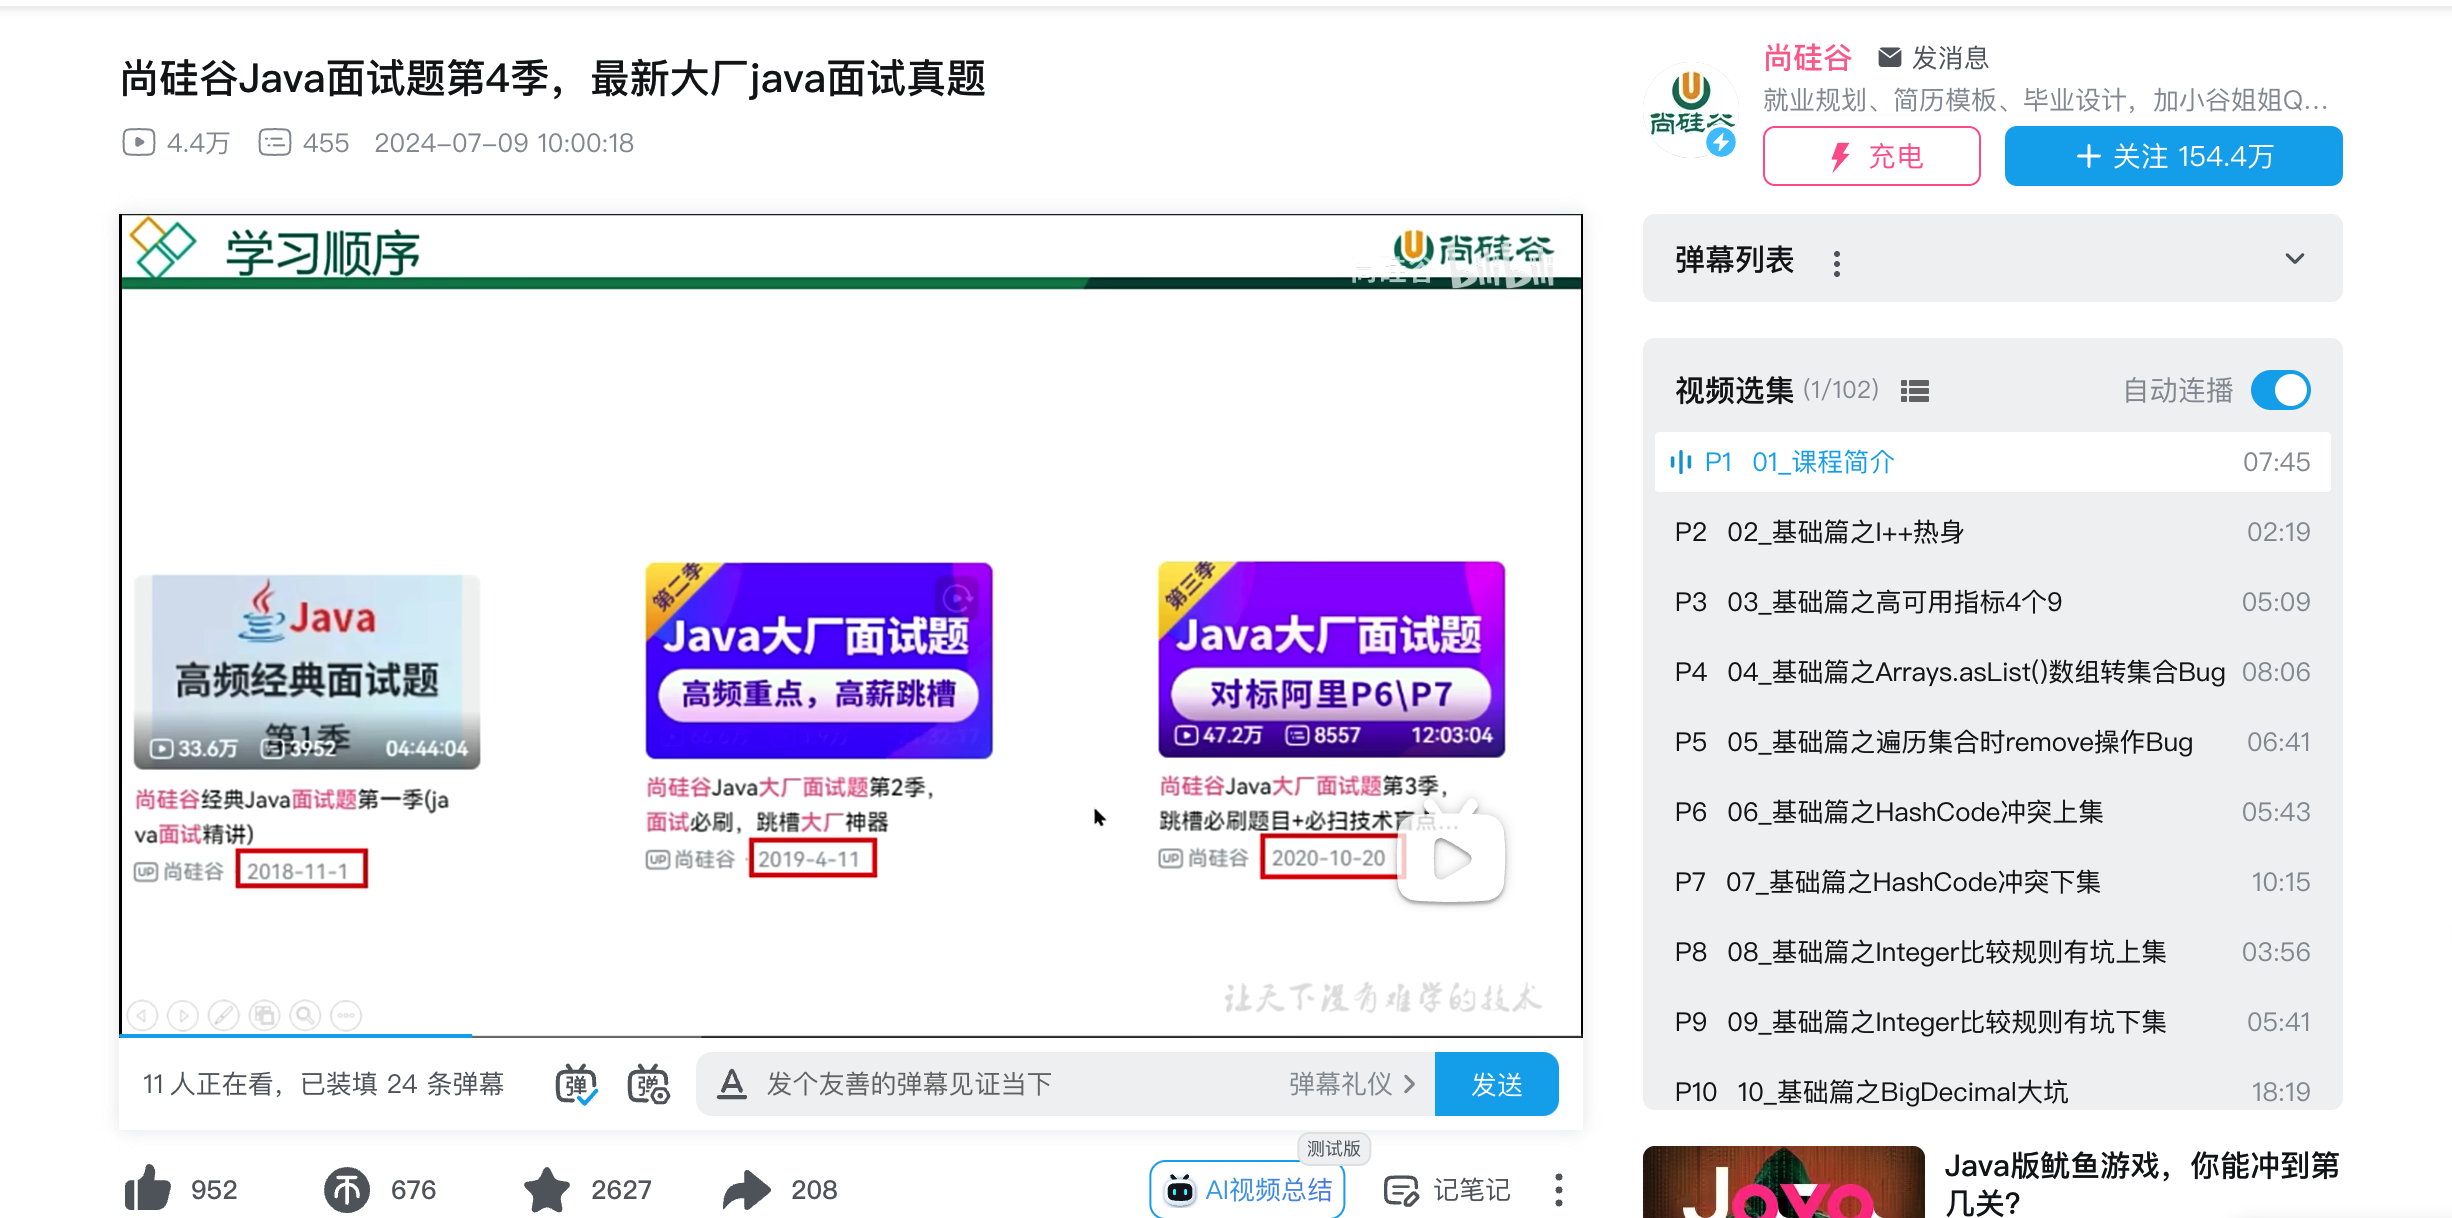 尚硅谷Java面试题第4季，最新大厂java面试真题
4.4万 455 2024-07-09 10:00:18
尚硅谷
尚硅谷 发消息
就业规划、简历模板、毕业设计，加小谷姐姐Q...
充电
+ 关注 154.4万
学习顺序
尚硅谷
尚硅谷 bilibili
Java
高频经典面试题
第1季
33.6万 3952 04:44:04
尚硅谷经典Java面试题第一季(ja
va面试精讲)
UP 尚硅谷 2018-11-1
第二季
Java大厂面试题
高频重点，高薪跳槽
尚硅谷Java大厂面试题第2季，
面试必刷，跳槽大厂神器
UP 尚硅谷 · 2019-4-11
第三季
Java大厂面试题
对标阿里P6\P7
47.2万 8557 12:03:04
尚硅谷Java大厂面试题第3季，
跳槽必刷题目+必扫技术盲点...
UP 尚硅谷 2020-10-20
让天下没有难学的技术
11 人正在看，已装填 24 条弹幕
弹 弹 A 发个友善的弹幕见证当下 弹幕礼仪 > 发送
952 676 2627 208
测试版
AI视频总结 记笔记
弹幕列表
视频选集 (1/102) 自动连播
P1 01_课程简介 07:45
P2 02_基础篇之I++热身 02:19
P3 03_基础篇之高可用指标4个9 05:09
P4 04_基础篇之Arrays.asList()数组转集合Bug 08:06
P5 05_基础篇之遍历集合时remove操作Bug 06:41
P6 06_基础篇之HashCode冲突上集 05:43
P7 07_基础篇之HashCode冲突下集 10:15
P8 08_基础篇之Integer比较规则有坑上集 03:56
P9 09_基础篇之Integer比较规则有坑下集 05:41
P10 10_基础篇之BigDecimal大坑 18:19
Java
Java版鱿鱼游戏，你能冲到第
几关?